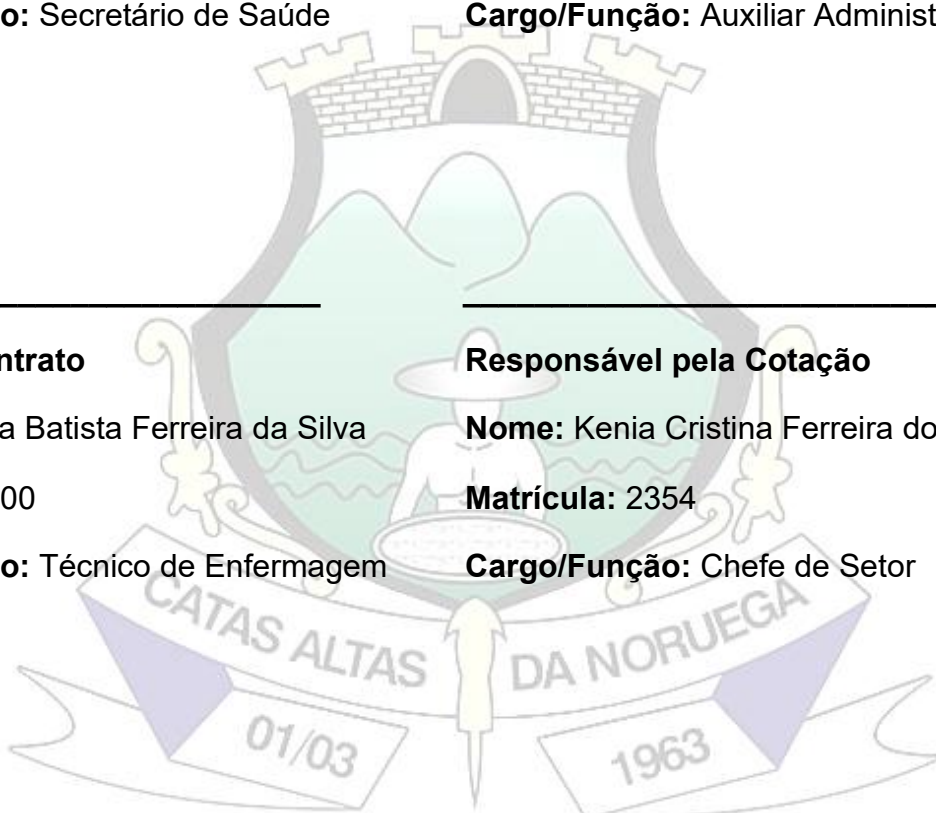 o: Secretário de Saúde
Cargo/Função: Auxiliar Administ
ntrato
a Batista Ferreira da Silva
00
o: Técnico de Enfermagem
Responsável pela Cotação
Nome: Kenia Cristina Ferreira do
Matrícula: 2354
Cargo/Função: Chefe de Setor
CATAS ALTAS DA NORUEGA
01/03 1963